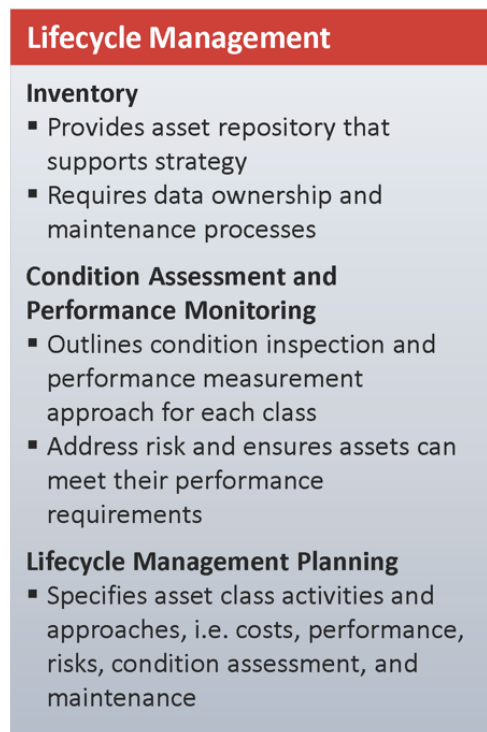 Lifecycle Management
Inventory
▪ Provides asset repository that
supports strategy
▪ Requires data ownership and
maintenance processes
Condition Assessment and
Performance Monitoring
▪ Outlines condition inspection and
performance measurement
approach for each class
▪ Address risk and ensures assets can
meet their performance
requirements
Lifecycle Management Planning
▪ Specifies asset class activities and
approaches, i.e. costs, performance,
risks, condition assessment, and
maintenance